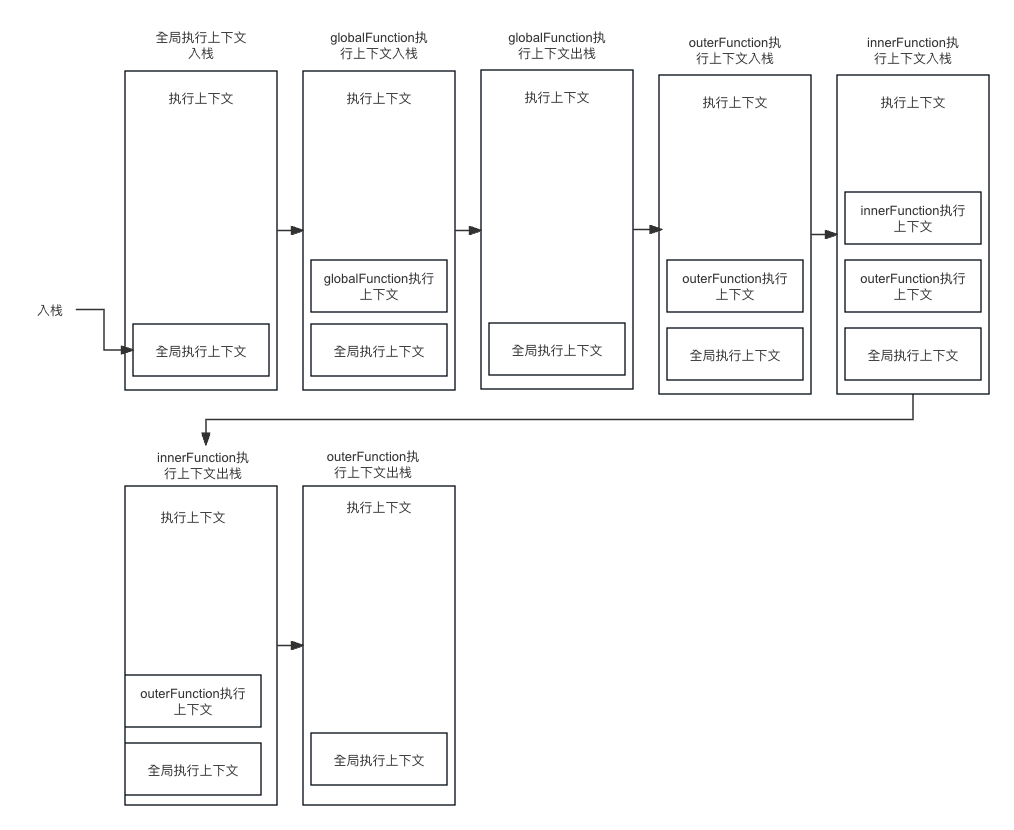 全局执行上下文
入栈
globalFunction执
行上下文入栈
globalFunction执
行上下文出栈
outerFunction执
行上下文入栈
innerFunction执
行上下文入栈
执行上下文
执行上下文
执行上下文
执行上下文
执行上下文
innerFunction执行
上下文
globalFunction执行
上下文
outerFunction执行
上下文
outerFunction执行
上下文
入栈
全局执行上下文
全局执行上下文
全局执行上下文
全局执行上下文
全局执行上下文
innerFunction执
行上下文出栈
outerFunction执
行上下文出栈
执行上下文
执行上下文
outerFunction执行
上下文
全局执行上下文
全局执行上下文